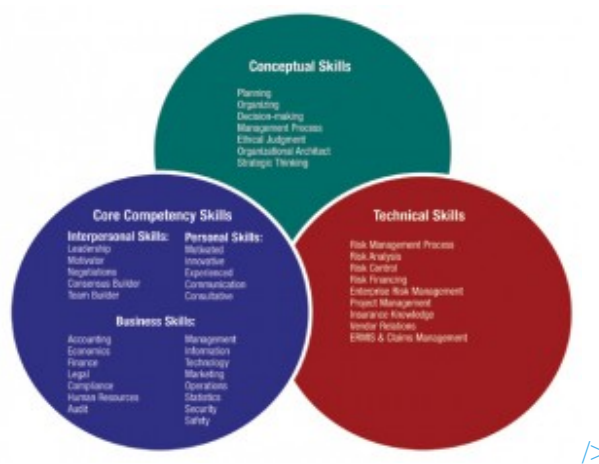 Conceptual Skills
Planning
Organizing
Decision-making
Management Process
Ethical Judgment
Organizational Architect
Strategic Thinking
Core Competency Skills
Interpersonal Skills:
Leadership
Motivator
Negotiations
Consensus Builder
Team Builder
Personal Skills:
Motivated
Innovative
Experienced
Communication
Consultative
Business Skills:
Accounting
Economics
Finance
Legal
Compliance
Human Resources
Audit
Management
Information
Technology
Marketing
Operations
Statistics
Security
Safety
Technical Skills
Risk Management Process
Risk Analysis
Risk Control
Risk Financing
Enterprise Risk Management
Project Management
Insurance Knowledge
Vendor Relations
ERMIS & Claims Management
/>